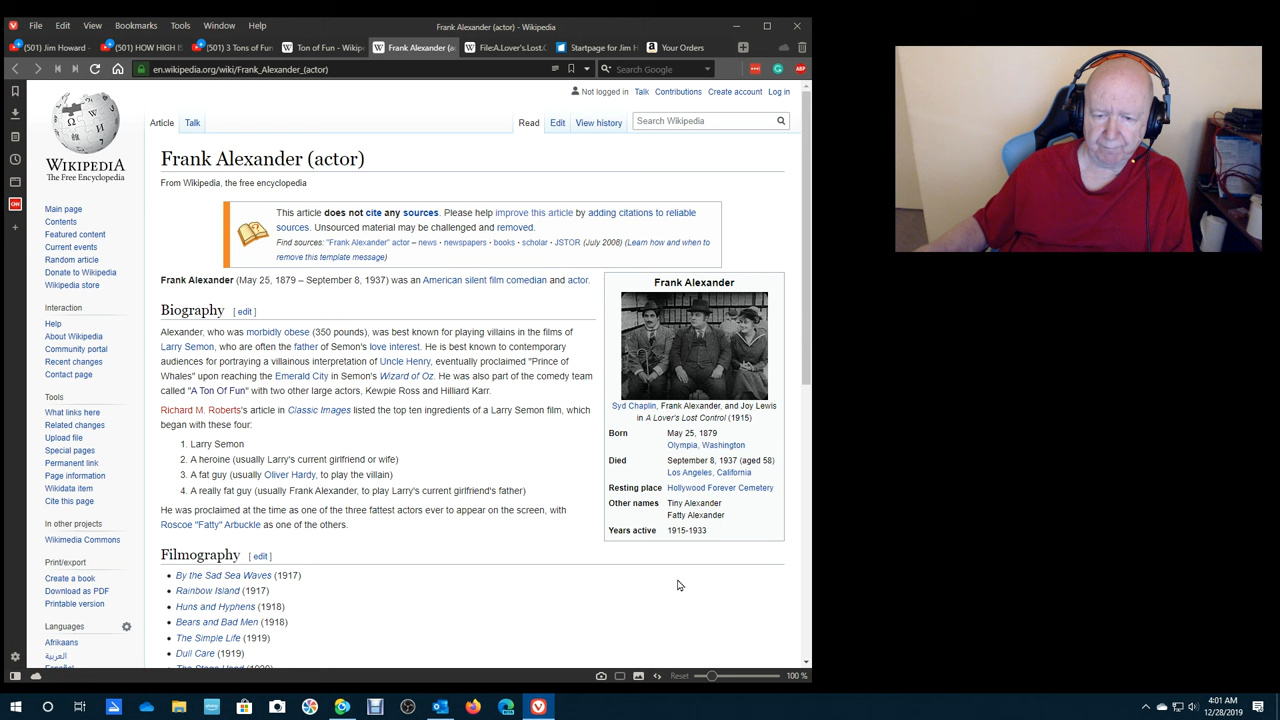 File Edit View Bookmarks Tools Window Help
Frank Alexander (actor) - Wikipedia
(501) Jim Howard - (501) HOW HIGH IS (501) 3 Tons of Fun Ton of Fun - Wikip Frank Alexander (a File:A.Lover's.Lost.C Startpage for Jim H Your Orders
en.wikipedia.org/wiki/Frank_Alexander_(actor) Search Google ABP
Not logged in Talk Contributions Create account Log in
Article Talk Read Edit View history Search Wikipedia
WIKIPEDIA
The Free Encyclopedia
Main page
Contents
Featured content
Current events
Random article
Donate to Wikipedia
Wikipedia store
Interaction
Help
About Wikipedia
Community portal
Recent changes
Contact page
Tools
What links here
Related changes
Upload file
Special pages
Permanent link
Page information
Wikidata item
Cite this page
In other projects
Wikimedia Commons
Print/export
Create a book
Download as PDF
Printable version
Languages
Afrikaans
العربية
Español
Frank Alexander (actor)
From Wikipedia, the free encyclopedia
This article does not cite any sources. Please help improve this article by adding citations to reliable
sources. Unsourced material may be challenged and removed.
Find sources: "Frank Alexander" actor – news · newspapers · books · scholar · JSTOR (July 2008) (Learn how and when to
remove this template message)
Frank Alexander (May 25, 1879 – September 8, 1937) was an American silent film comedian and actor.
Biography [ edit ]
Alexander, who was morbidly obese (350 pounds), was best known for playing villains in the films of
Larry Semon, who are often the father of Semon's love interest. He is best known to contemporary
audiences for portraying a villainous interpretation of Uncle Henry, eventually proclaimed "Prince of
Whales" upon reaching the Emerald City in Semon's Wizard of Oz. He was also part of the comedy team
called "A Ton Of Fun" with two other large actors, Kewpie Ross and Hilliard Karr.
Richard M. Roberts's article in Classic Images listed the top ten ingredients of a Larry Semon film, which
began with these four:
1. Larry Semon
2. A heroine (usually Larry's current girlfriend or wife)
3. A fat guy (usually Oliver Hardy, to play the villain)
4. A really fat guy (usually Frank Alexander, to play Larry's current girlfriend's father)
He was proclaimed at the time as one of the three fattest actors ever to appear on the screen, with
Roscoe "Fatty" Arbuckle as one of the others.
Filmography [ edit ]
• By the Sad Sea Waves (1917)
• Rainbow Island (1917)
• Huns and Hyphens (1918)
• Bears and Bad Men (1918)
• The Simple Life (1919)
• Dull Care (1919)
• The Stage Hand (1920)
Frank Alexander
Syd Chaplin, Frank Alexander, and Joy Lewis
in A Lover's Lost Control (1915)
Born May 25, 1879
Olympia, Washington
Died September 8, 1937 (aged 58)
Los Angeles, California
Resting place Hollywood Forever Cemetery
Other names Tiny Alexander
Fatty Alexander
Years active 1915-1933
Reset 100 %
4:01 AM
12/28/2019